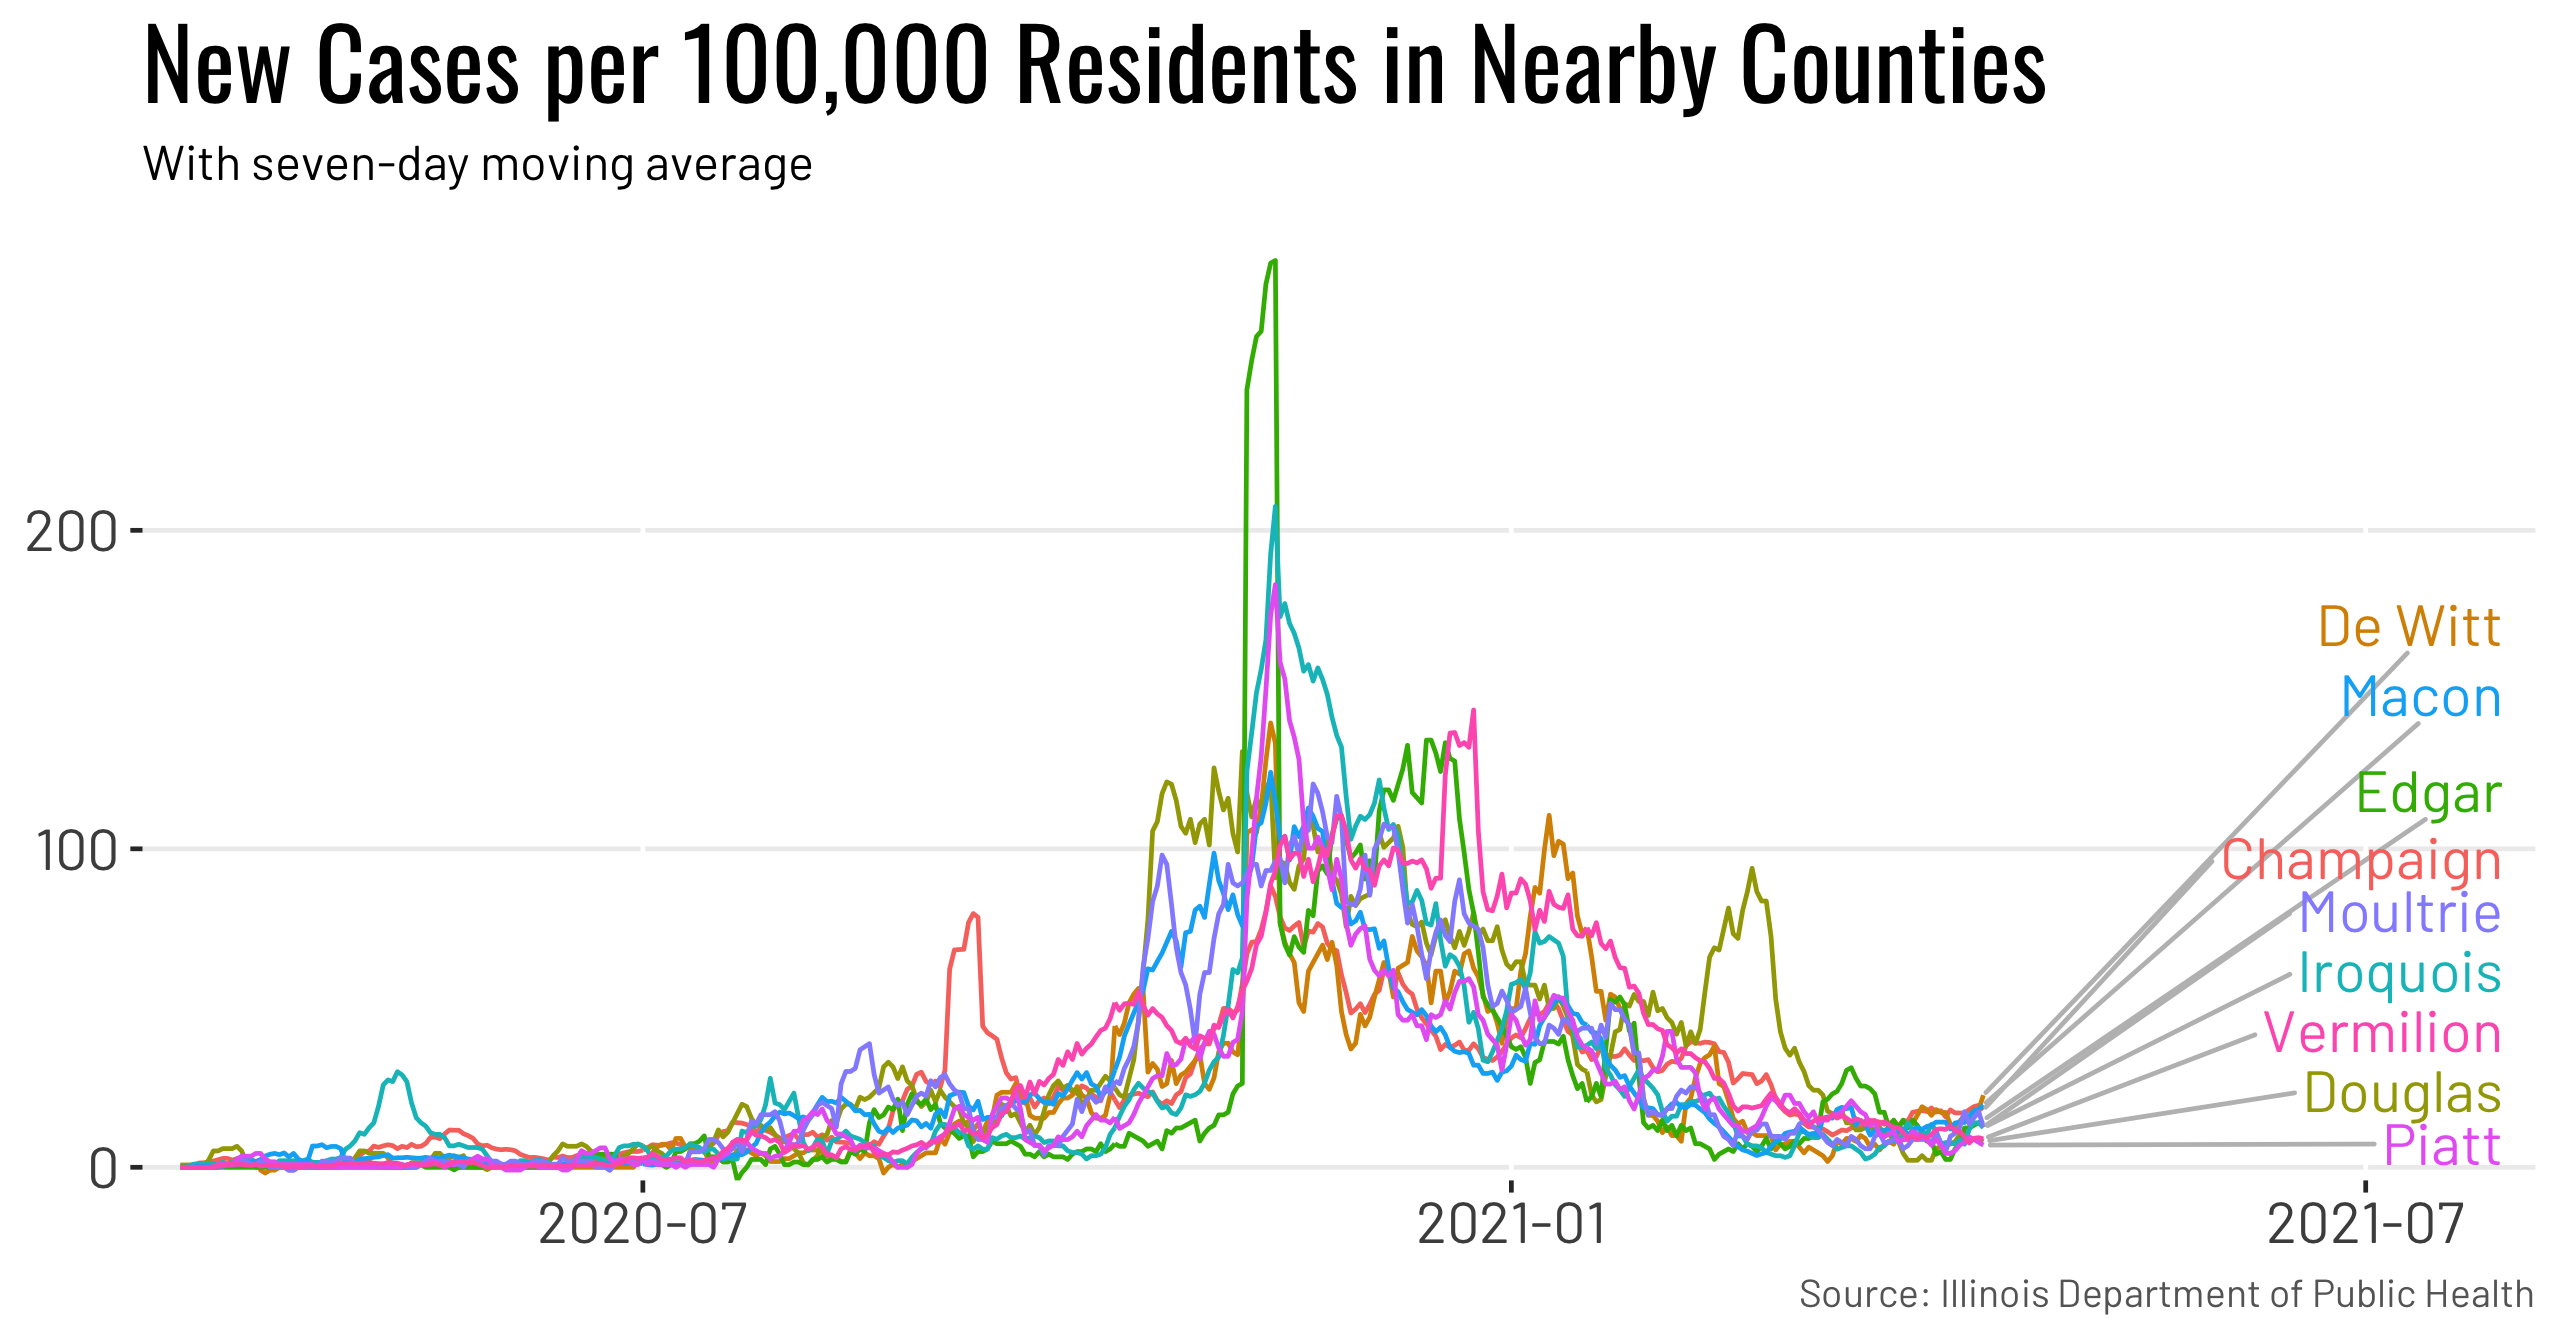 New Cases per 100,000 Residents in Nearby Counties
With seven-day moving average
200
100
0
De Witt
Macon
Edgar
Champaign
Moultrie
Iroquois
Vermilion
Douglas
Piatt
2020-07
2021-01
2021-07
Source: Illinois Department of Public Health